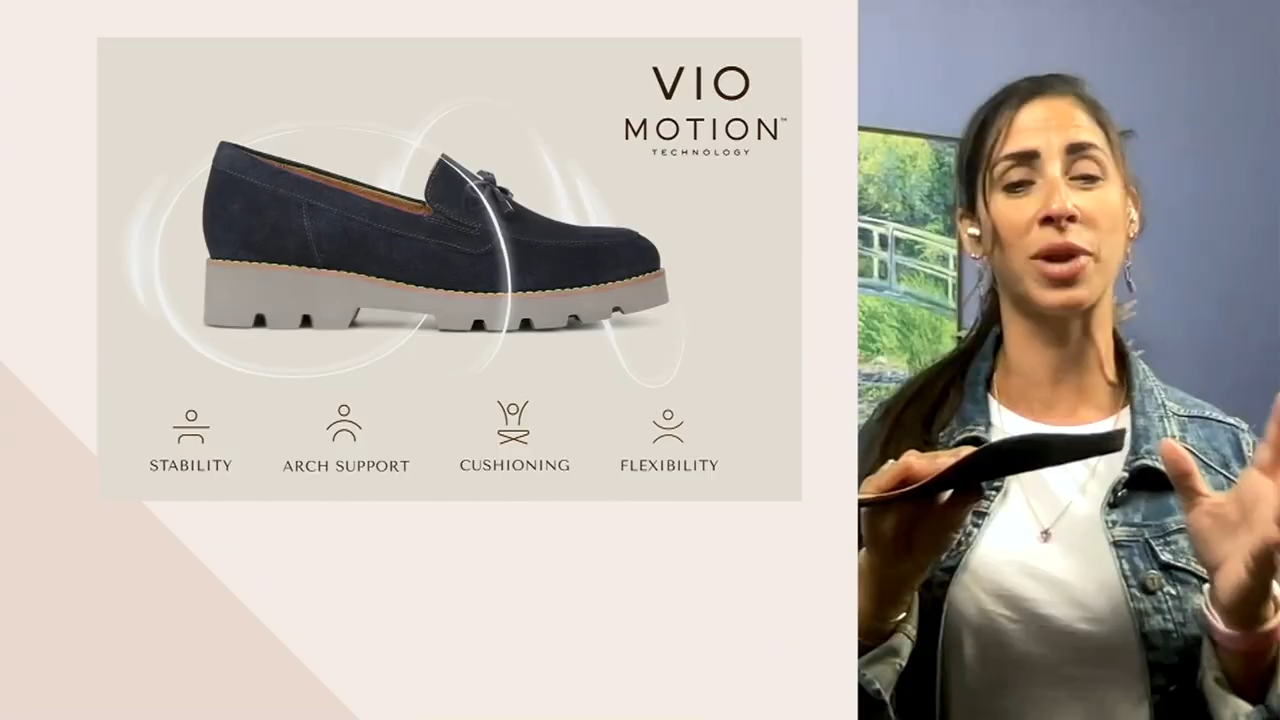 VIO
MOTION™
TECHNOLOGY
STABILITY
ARCH SUPPORT
CUSHIONING
FLEXIBILITY